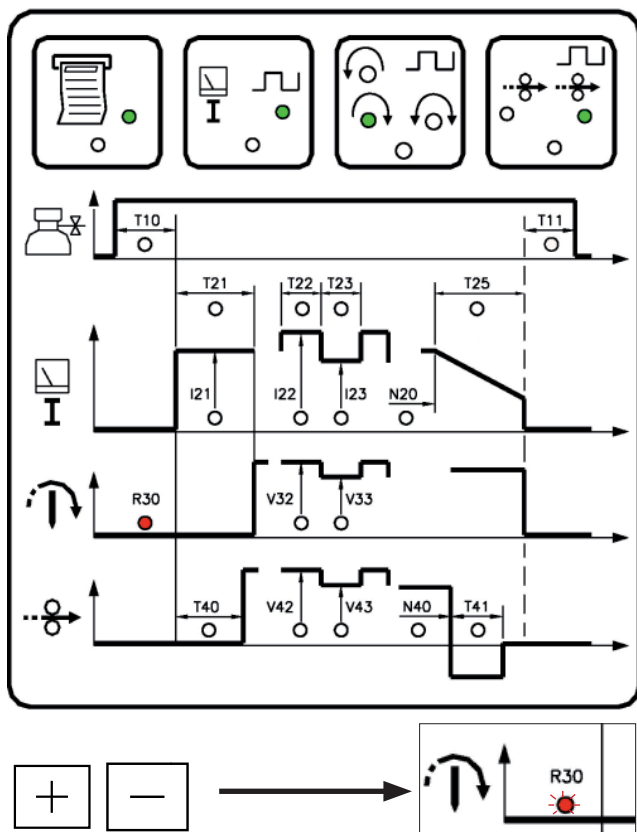 I
T10
T11
T21
T22
T23
T25
I21
I22
I23
N20
I
R30
V32
V33
T40
V42
V43
N40
T41
+
−
R30